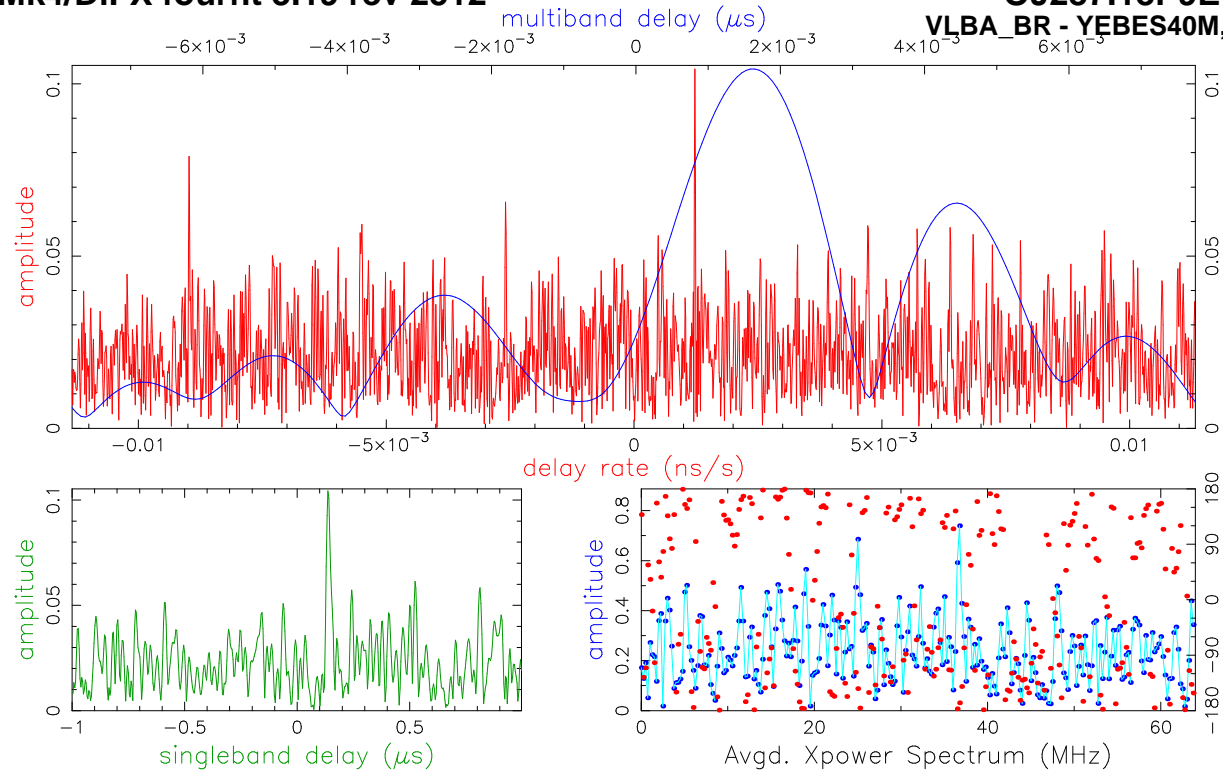 multiband delay (μs)
VLBA_BR - YEBES40M,
−6×10⁻³ −4×10⁻³ −2×10⁻³ 0 2×10⁻³ 4×10⁻³ 6×10⁻³
amplitude
0 0.05 0.1
0 0.05 0.1
−0.01 −5×10⁻³ 0 5×10⁻³ 0.01
delay rate (ns/s)
amplitude
0 0.05 0.1
−1 −0.5 0 0.5
singleband delay (μs)
amplitude
0 0.2 0.4 0.6 0.8
−180 −90 0 90 180
0 20 40 60
Avgd. Xpower Spectrum (MHz)